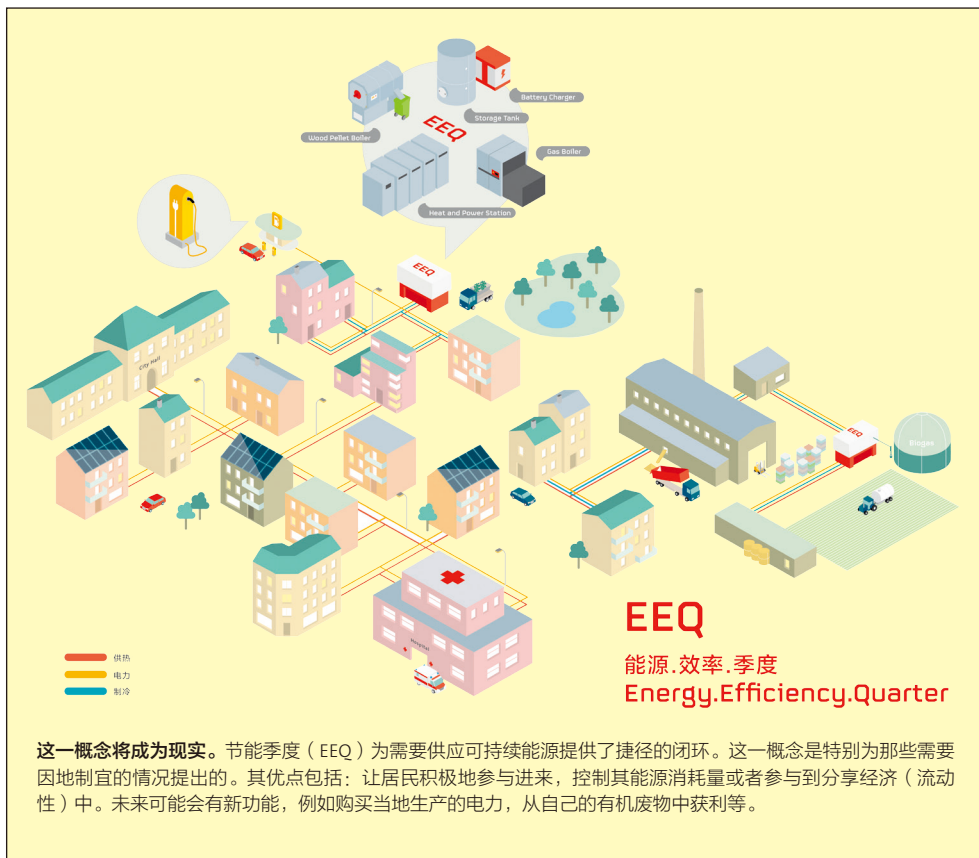 Battery Charger
Storage Tank
EEQ
Wood Pellet Boiler
Gas Boiler
Heat and Power Station
EEQ
City Hall
EEQ
Biogas
Hospital
EEQ
能源.效率.季度
Energy.Efficiency.Quarter
供热
电力
制冷
这一概念将成为现实。节能季度（EEQ）为需要供应可持续能源提供了捷径的闭环。这一概念是特别为那些需要
因地制宜的情况提出的。其优点包括：让居民积极地参与进来，控制其能源消耗量或者参与到分享经济（流动
性）中。未来可能会有新功能，例如购买当地生产的电力，从自己的有机废物中获利等。